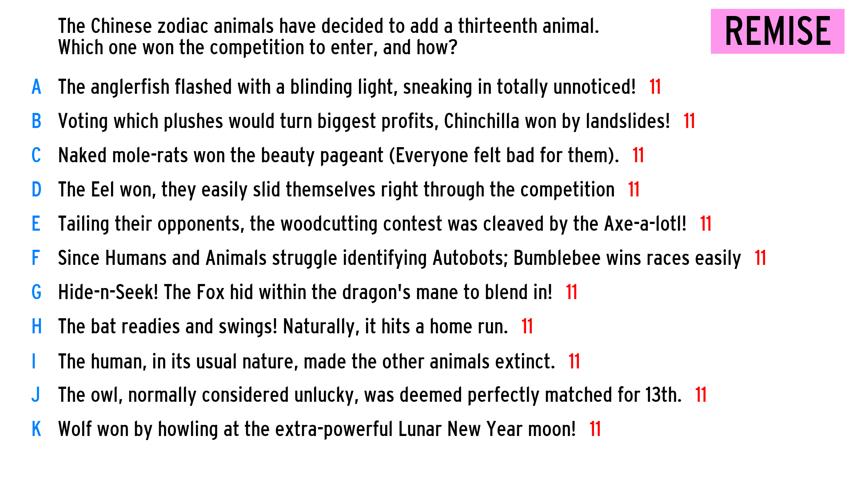 The Chinese zodiac animals have decided to add a thirteenth animal.
Which one won the competition to enter, and how?
REMISE
A The anglerfish flashed with a blinding light, sneaking in totally unnoticed! 11
B Voting which plushes would turn biggest profits, Chinchilla won by landslides! 11
C Naked mole-rats won the beauty pageant (Everyone felt bad for them). 11
D The Eel won, they easily slid themselves right through the competition 11
E Tailing their opponents, the woodcutting contest was cleaved by the Axe-a-lotl! 11
F Since Humans and Animals struggle identifying Autobots; Bumblebee wins races easily 11
G Hide-n-Seek! The Fox hid within the dragon's mane to blend in! 11
H The bat readies and swings! Naturally, it hits a home run. 11
I The human, in its usual nature, made the other animals extinct. 11
J The owl, normally considered unlucky, was deemed perfectly matched for 13th. 11
K Wolf won by howling at the extra-powerful Lunar New Year moon! 11